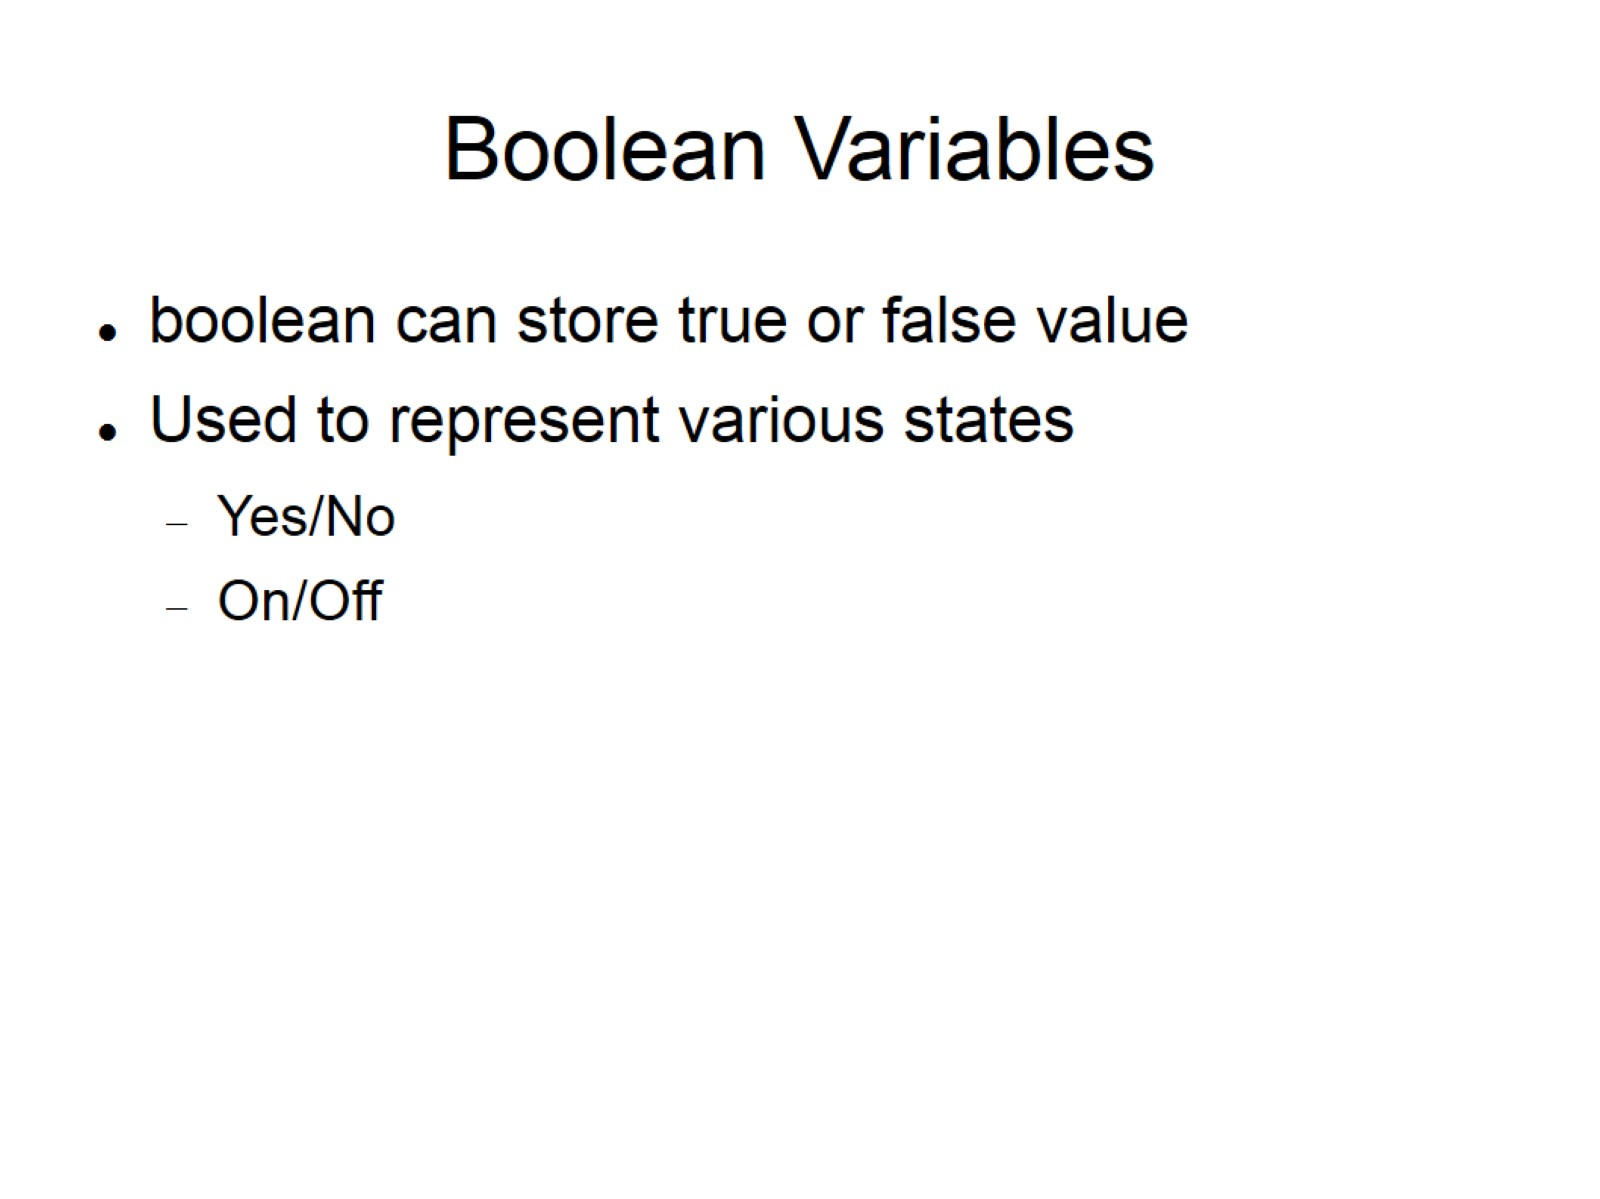 Boolean Variables
● boolean can store true or false value
● Used to represent various states
– Yes/No
– On/Off